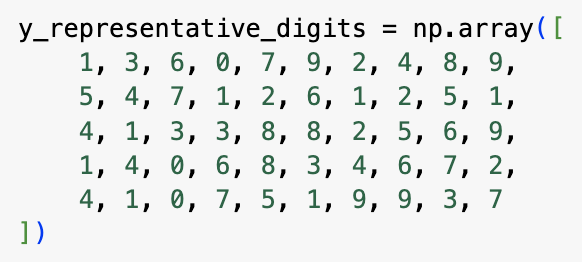 y_representative_digits = np.array([
    1, 3, 6, 0, 7, 9, 2, 4, 8, 9,
    5, 4, 7, 1, 2, 6, 1, 2, 5, 1,
    4, 1, 3, 3, 8, 8, 2, 5, 6, 9,
    1, 4, 0, 6, 8, 3, 4, 6, 7, 2,
    4, 1, 0, 7, 5, 1, 9, 9, 3, 7
])